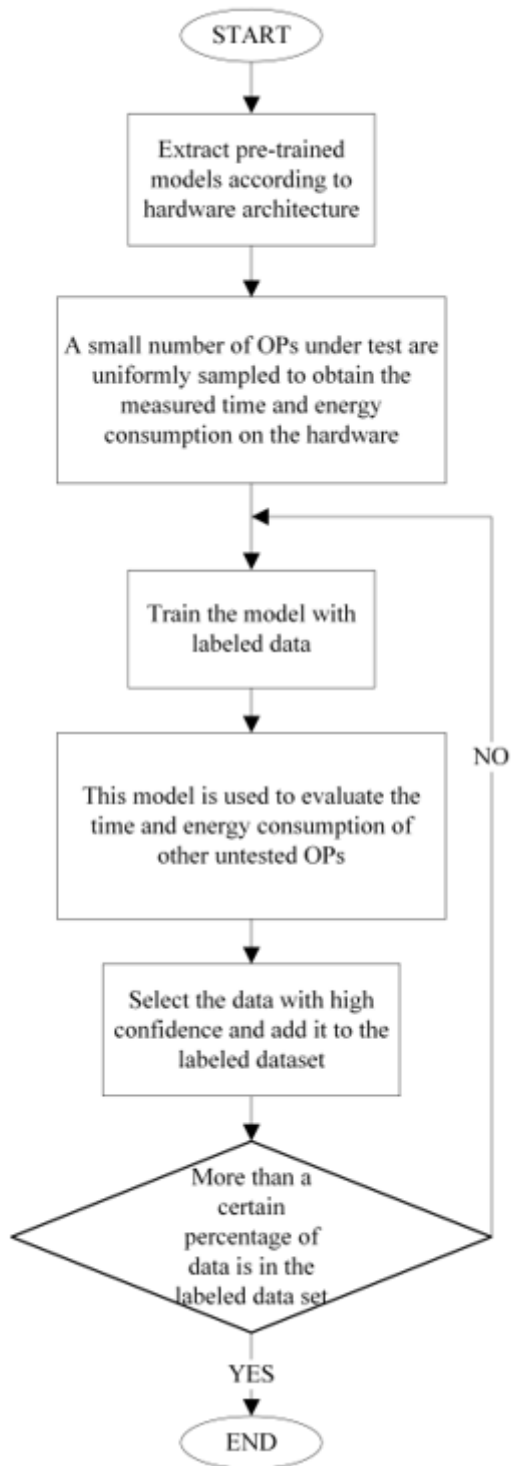 START
Extract pre-trained
models according to
hardware architecture
A small number of OPs under test are
uniformly sampled to obtain the
measured time and energy
consumption on the hardware
Train the model with
labeled data
NO
This model is used to evaluate the
time and energy consumption of
other untested OPs
Select the data with high
confidence and add it to the
labeled dataset
More than a
certain
percentage of
data is in the
labeled data set
YES
END